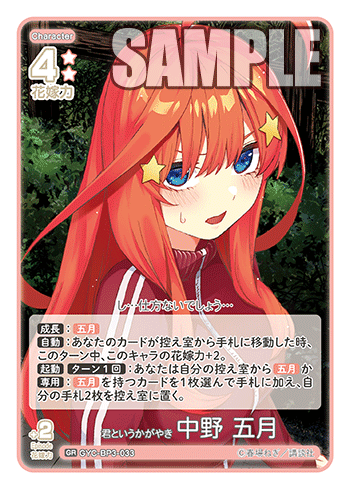 Character
SAMPLE
4
花嫁力
し…仕方ないでしょう…
成長：五月
自動：あなたのカードが控え室から手札に移動した時、
このターン中、このキャラの花嫁力+2。
起動 ターン1回：あなたは自分の控え室から 五月 か
専用：五月 を持つカードを1枚選んで手札に加え、自
分の手札2枚を控え室に置く。
+2
Episode
花嫁力
君というかがやき 中野 五月
GR GYC-BP3-033
©春場ねぎ／講談社